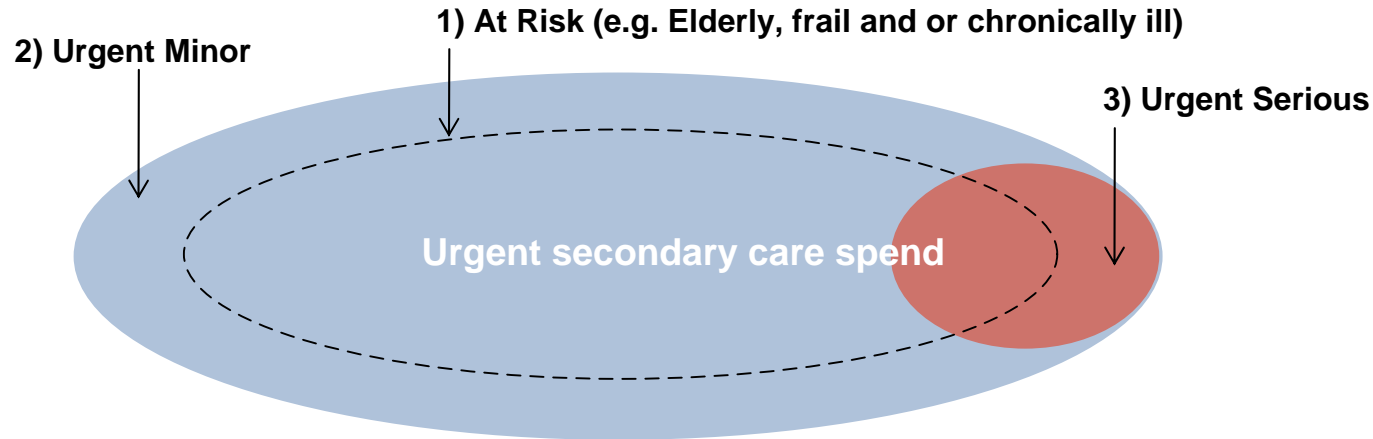 1) At Risk (e.g. Elderly, frail and or chronically ill)
2) Urgent Minor
3) Urgent Serious
Urgent secondary care spend